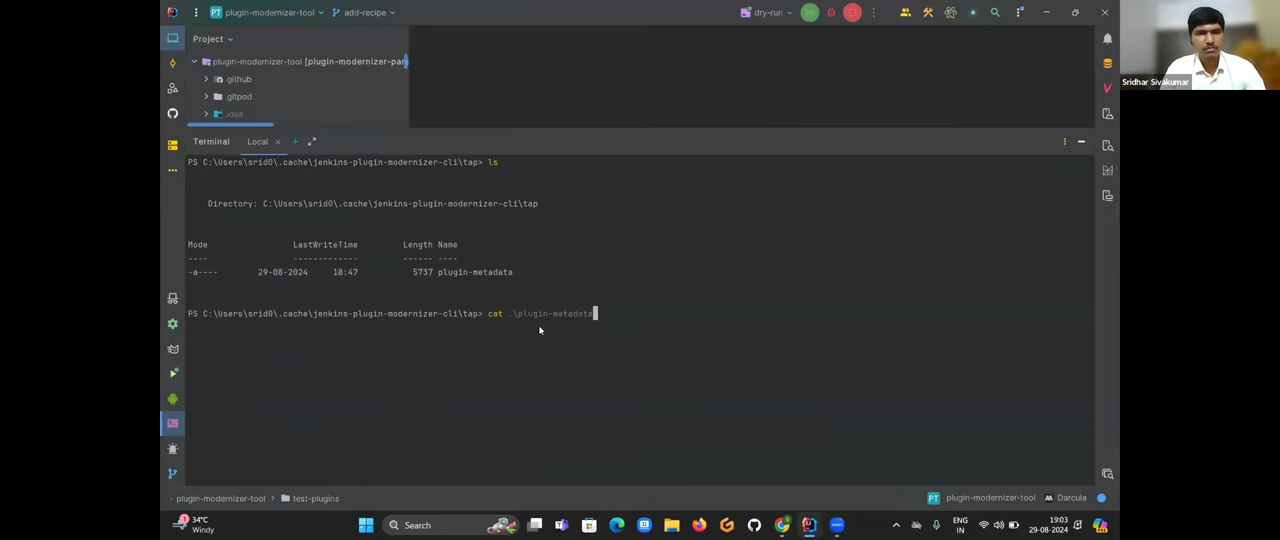 plugin-modernizer-tool
add-recipe
dry-run
Project
plugin-modernizer-tool [plugin-modernizer-par
.github
.gitpod
.idea
Sridhar Sivakumar
Terminal
Local
PS C:\Users\srid0\.cache\jenkins-plugin-modernizer-cli\tap> ls
Directory: C:\Users\srid0\.cache\jenkins-plugin-modernizer-cli\tap
Mode LastWriteTime Length Name
---- ------------- ------ ----
-a---- 29-08-2024 18:47 5737 plugin-metadata
PS C:\Users\srid0\.cache\jenkins-plugin-modernizer-cli\tap> cat .\plugin-metadata
plugin-modernizer-tool > test-plugins
plugin-modernizer-tool
Darcula
34°C
Windy
Search
ENG
IN
19:03
29-08-2024